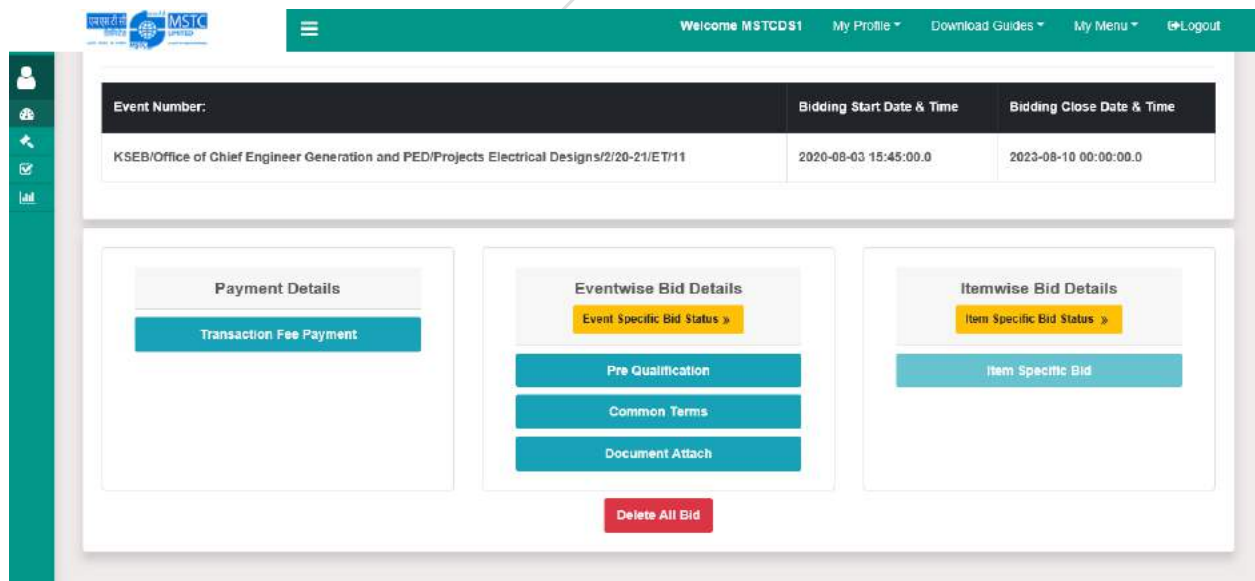 एमएसटीसी
MSTC
LIMITED
Welcome MSTCDS1
My Profile
Download Guides
My Menu
Logout
Event Number:
Bidding Start Date & Time
Bidding Close Date & Time
KSEB/Office of Chief Engineer Generation and PED/Projects Electrical Designs/2/20-21/ET/11
2020-08-03 15:45:00.0
2023-08-10 00:00:00.0
Payment Details
Transaction Fee Payment
Eventwise Bid Details
Event Specific Bid Status »
Pre Qualification
Common Terms
Document Attach
Itemwise Bid Details
Item Specific Bid Status »
Item Specific Bid
Delete All Bid